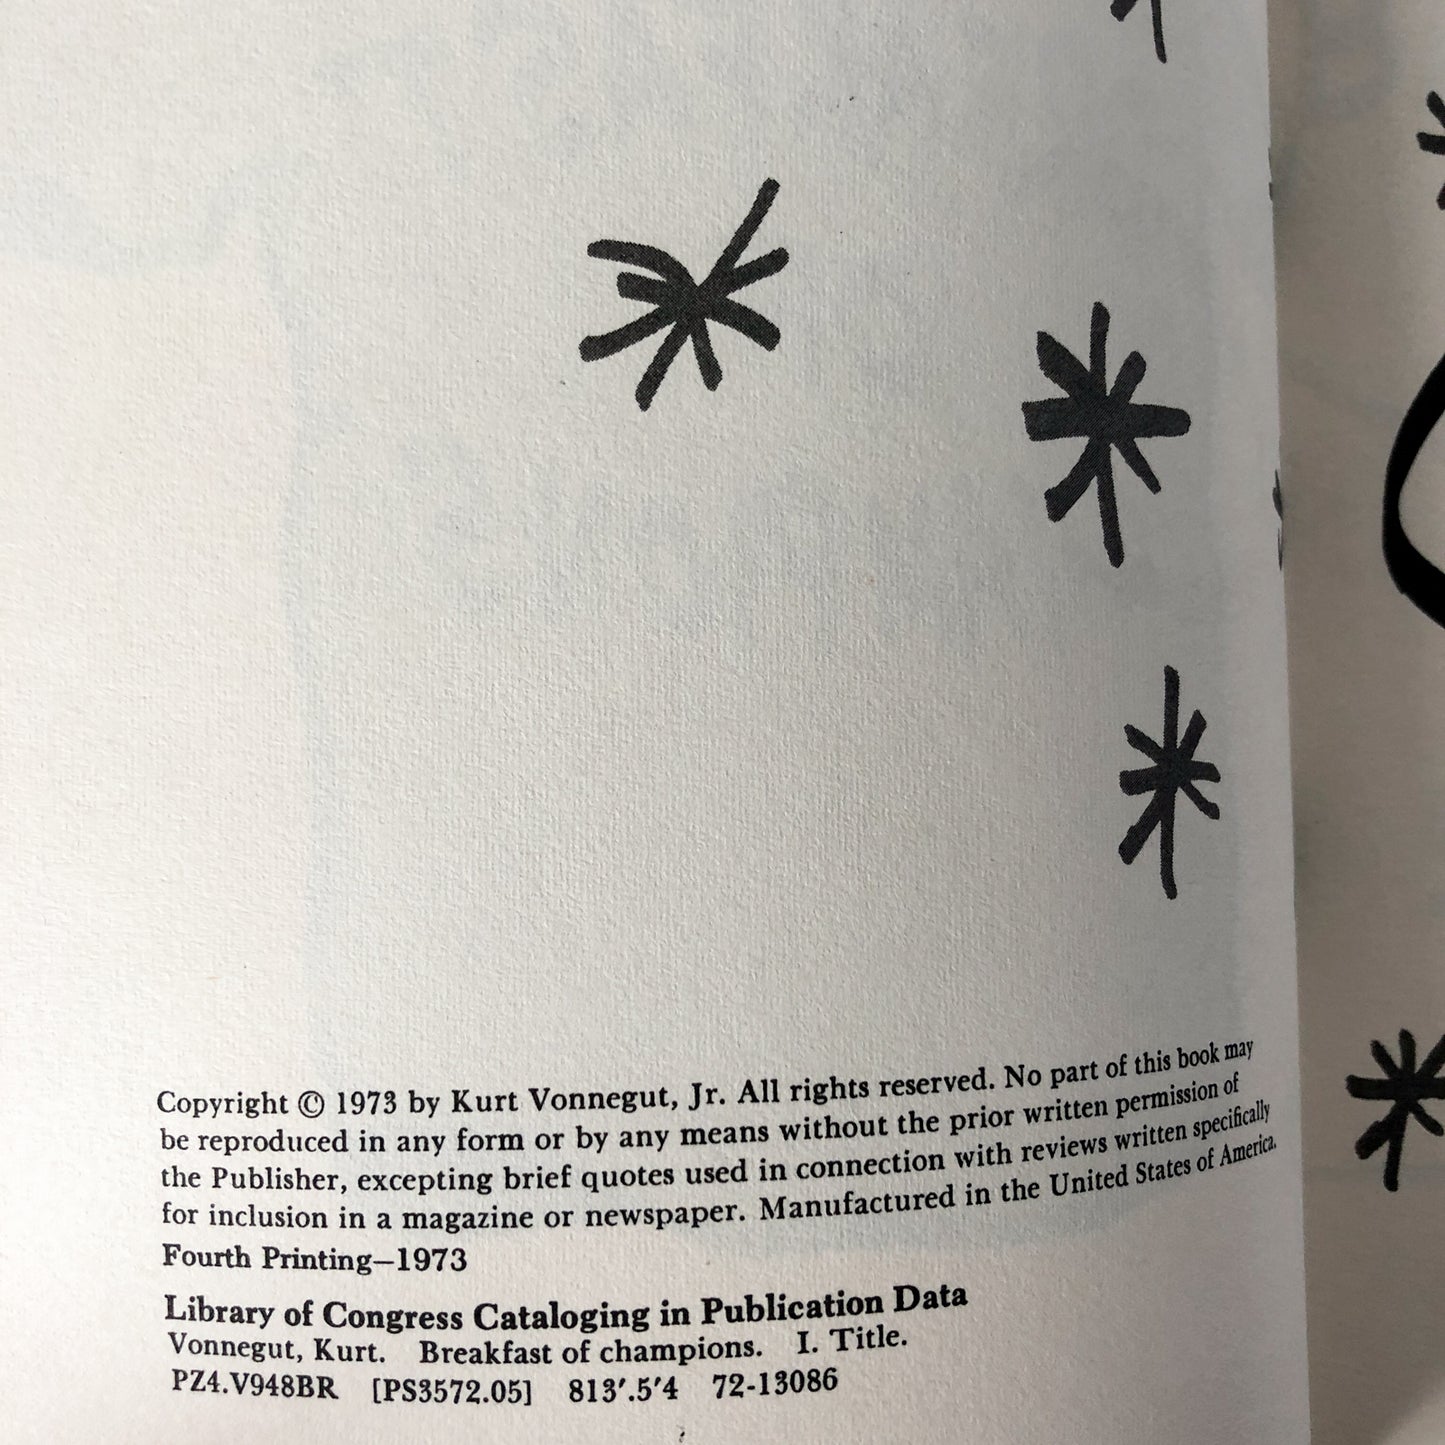 Copyright © 1973 by Kurt Vonnegut, Jr. All rights reserved. No part of this book may
be reproduced in any form or by any means without the prior written permission of
the Publisher, excepting brief quotes used in connection with reviews written specifically
for inclusion in a magazine or newspaper. Manufactured in the United States of America.
Fourth Printing—1973
Library of Congress Cataloging in Publication Data
Vonnegut, Kurt. Breakfast of champions. I. Title.
PZ4.V948BR [PS3572.05] 813′.5′4 72-13086